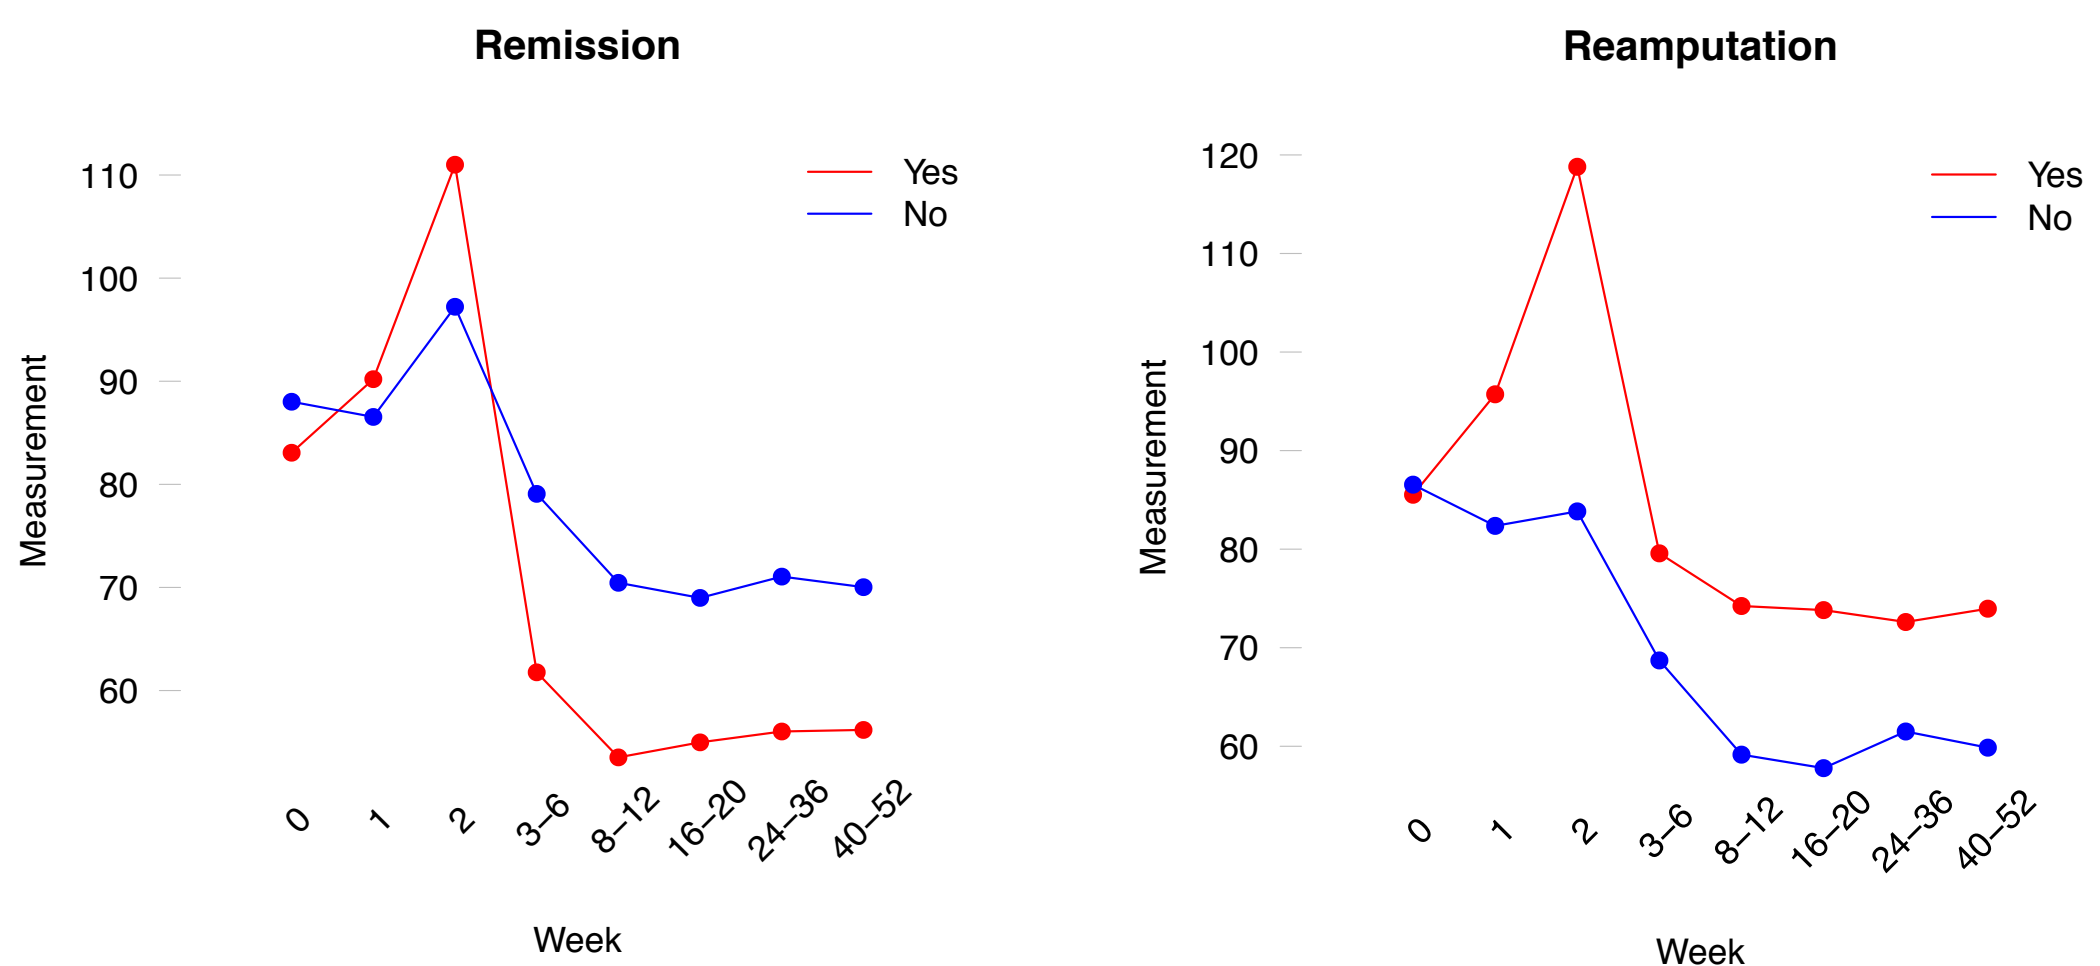 Remission
110
100
90
80
70
60
Measurement
Yes
No
0
1
2
3–6
8–12
16–20
24–36
40–52
Week
Reamputation
120
110
100
90
80
70
60
Measurement
Yes
No
0
1
2
3–6
8–12
16–20
24–36
40–52
Week